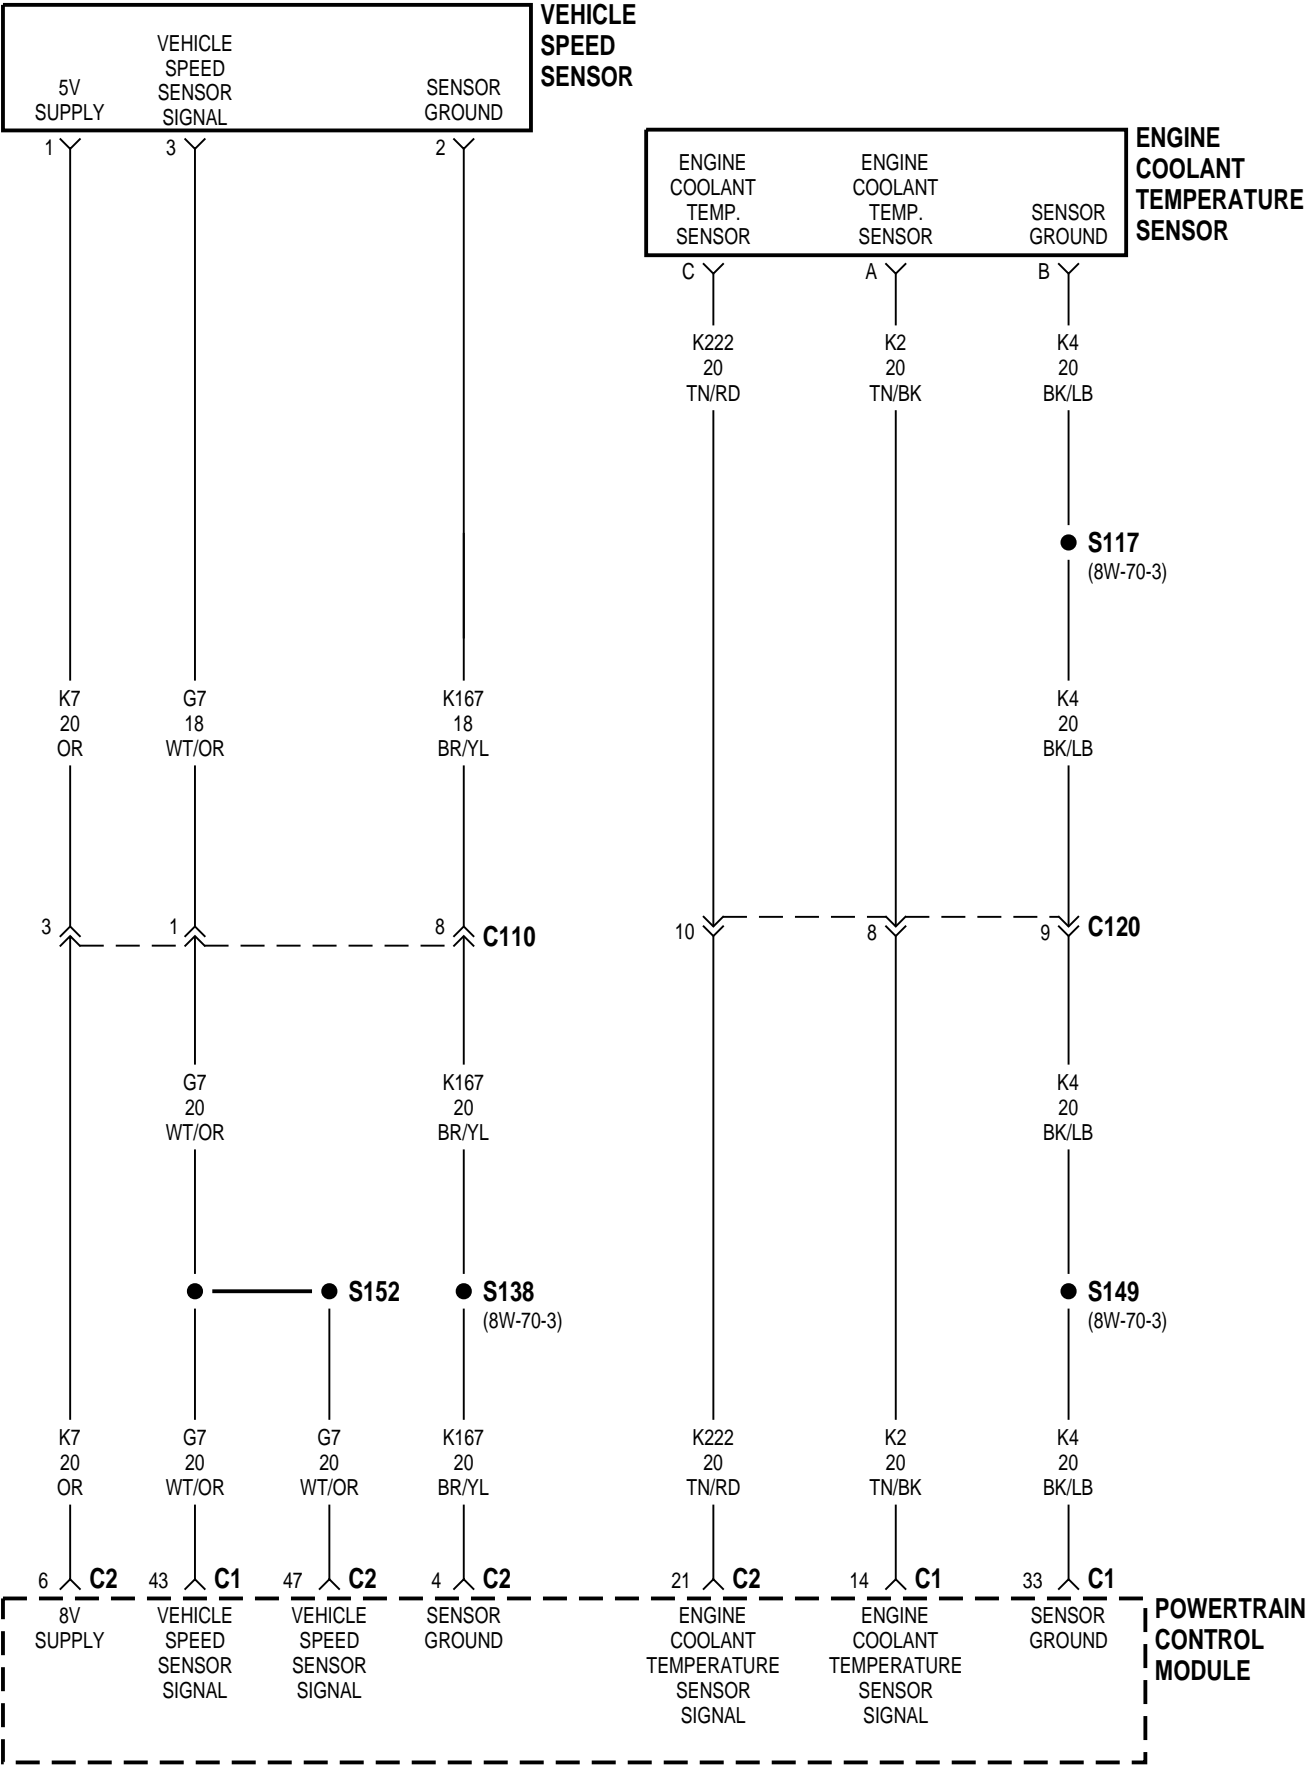 VEHICLE
SPEED
SENSOR
5V
SUPPLY
VEHICLE
SPEED
SENSOR
SIGNAL
SENSOR
GROUND
1
3
2
ENGINE
COOLANT
TEMPERATURE
SENSOR
ENGINE
COOLANT
TEMP.
SENSOR
ENGINE
COOLANT
TEMP.
SENSOR
SENSOR
GROUND
C
A
B
K222
20
TN/RD
K2
20
TN/BK
K4
20
BK/LB
S117
(8W-70-3)
K7
20
OR
G7
18
WT/OR
K167
18
BR/YL
K4
20
BK/LB
3
1
8
C110
10
8
9
C120
G7
20
WT/OR
K167
20
BR/YL
K4
20
BK/LB
S152
S138
(8W-70-3)
S149
(8W-70-3)
K7
20
OR
G7
20
WT/OR
G7
20
WT/OR
K167
20
BR/YL
K222
20
TN/RD
K2
20
TN/BK
K4
20
BK/LB
6 C2
43 C1
47 C2
4 C2
21 C2
14 C1
33 C1
8V
SUPPLY
VEHICLE
SPEED
SENSOR
SIGNAL
VEHICLE
SPEED
SENSOR
SIGNAL
SENSOR
GROUND
ENGINE
COOLANT
TEMPERATURE
SENSOR
SIGNAL
ENGINE
COOLANT
TEMPERATURE
SENSOR
SIGNAL
SENSOR
GROUND
POWERTRAIN
CONTROL
MODULE